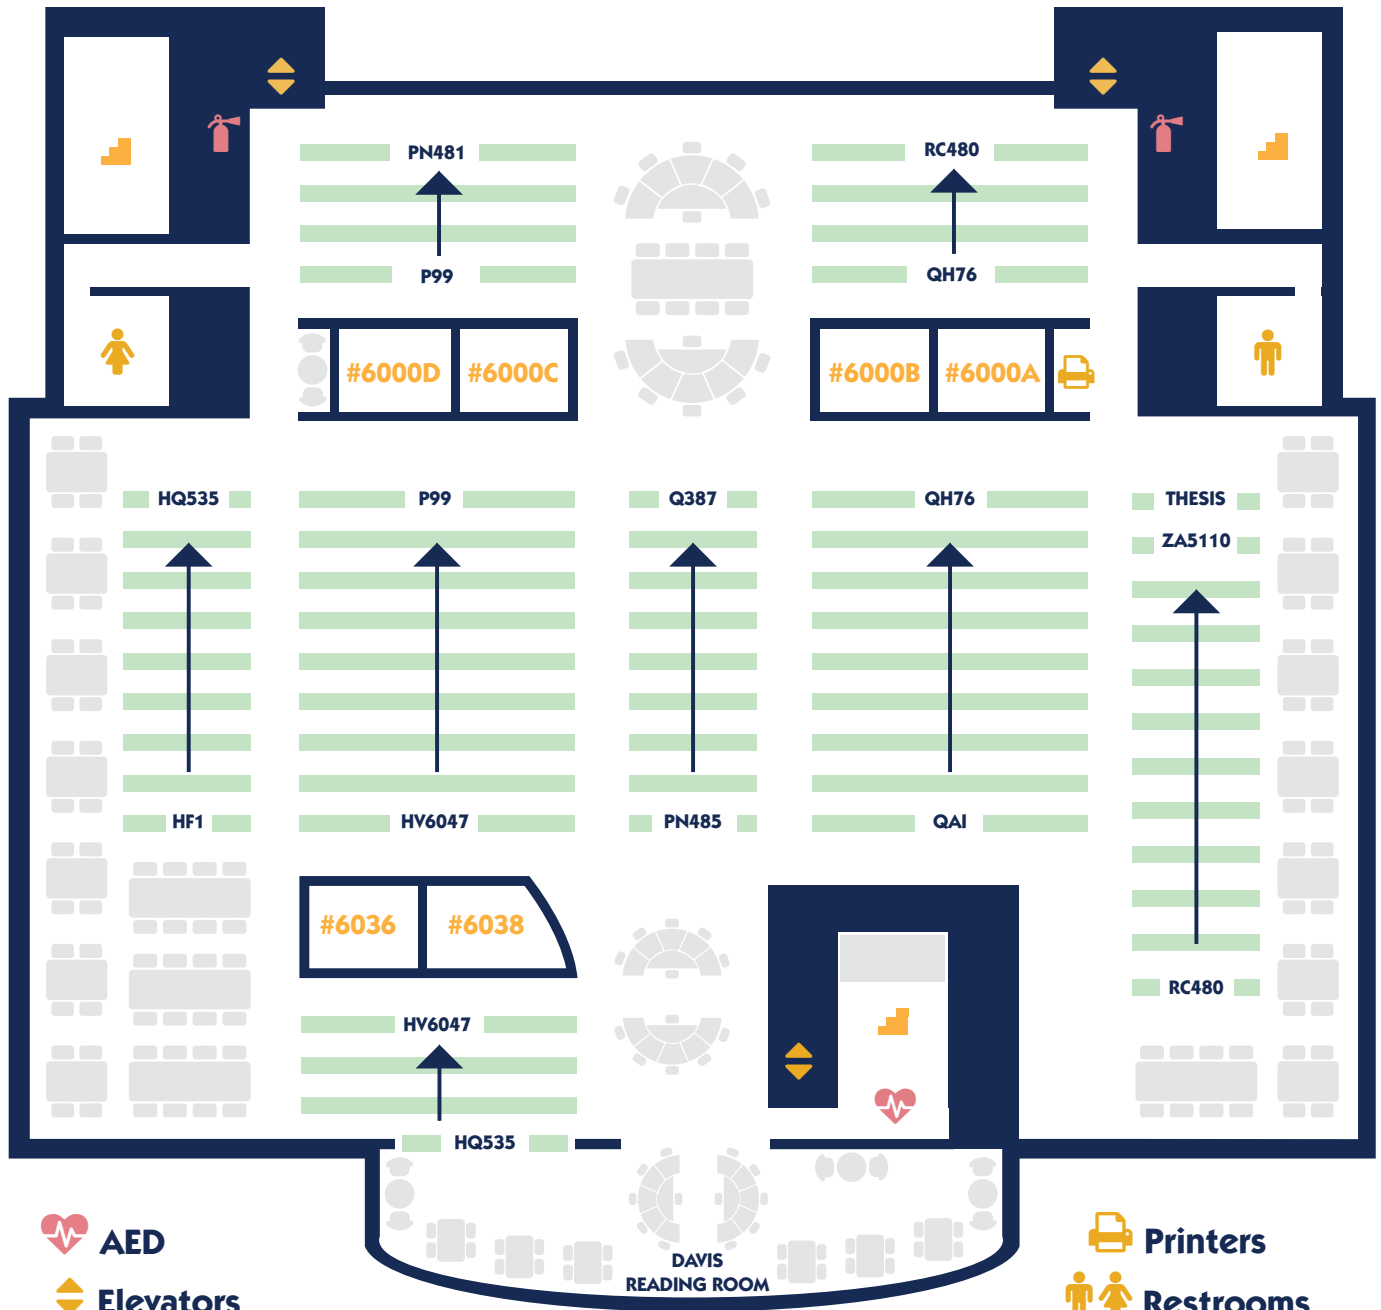 PN481
RC480
P99
QH76
#6000D
#6000C
#6000B
#6000A
HQ535
P99
Q387
QH76
THESIS
ZA5110
HF1
HV6047
PN485
QAI
#6036
#6038
RC480
HV6047
HQ535
DAVIS
READING ROOM
AED
Printers
Elevators
Restrooms